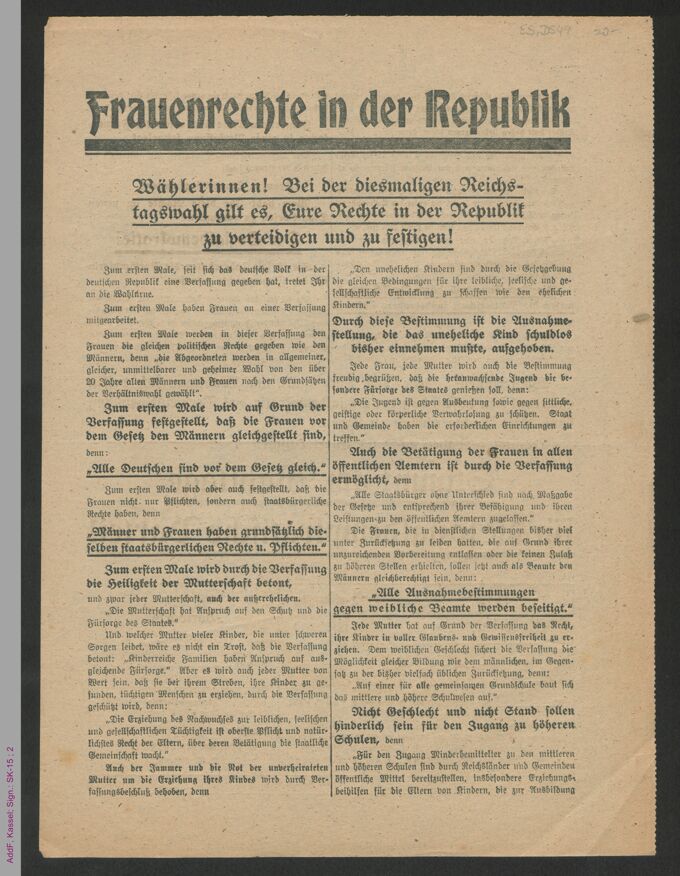 ES,D844 20-
Frauenrechte in der Republik
Wählerinnen! Bei der diesmaligen Reichs-
tagswahl gilt es, Eure Rechte in der Republik
zu verteidigen und zu festigen!
Zum ersten Male, seit sich das deutsche Volk in der
deutschen Republik eine Verfassung gegeben hat, tretet Ihr
an die Wahlurne.
Zum ersten Male haben Frauen an einer Verfassung
mitgearbeitet.
Zum ersten Male werden in dieser Verfassung den
Frauen die gleichen politischen Rechte gegeben wie den
Männern, denn „die Abgeordneten werden in allgemeiner,
gleicher, unmittelbarer und geheimer Wahl von den über
20 Jahre alten Männern und Frauen nach den Grundsätzen
der Verhältniswahl gewählt“.
Zum ersten Male wird auf Grund der
Verfassung festgestellt, daß die Frauen vor
dem Gesetz den Männern gleichgestellt sind,
denn:
„Alle Deutschen sind vor dem Gesetz gleich.“
Zum ersten Male wird aber auch festgestellt, daß die
Frauen nicht nur Pflichten, sondern auch staatsbürgerliche
Rechte haben, denn
„Männer und Frauen haben grundsätzlich die-
selben staatsbürgerlichen Rechte u. Pflichten.“
Zum ersten Male wird durch die Verfassung
die Heiligkeit der Mutterschaft betont,
und zwar jeder Mutterschaft, auch der außerehelichen.
„Die Mutterschaft hat Anspruch auf den Schutz und die
Fürsorge des Staates.“
Und welcher Mutter vieler Kinder, die unter schweren
Sorgen leidet, wäre es nicht ein Trost, daß die Verfassung
betont: „Kinderreiche Familien haben Anspruch auf aus-
gleichende Fürsorge.“ Aber es wird auch jeder Mutter von
Wert sein, daß sie bei ihrem Streben, ihre Kinder zu ge-
sunden, tüchtigen Menschen zu erziehen, durch die Verfassung
geschützt wird, denn:
„Die Erziehung des Nachwuchses zur leiblichen, seelischen
und gesellschaftlichen Tüchtigkeit ist oberste Pflicht und natür-
lichstes Recht der Eltern, über deren Betätigung die staatliche
Gemeinschaft wacht.“
Auch der Jammer und die Not der unverheirateten
Mutter um die Erziehung ihres Kindes wird durch Ver-
fassungsbeschluß behoben, denn
„Den unehelichen Kindern sind durch die Gesetzgebung
die gleichen Bedingungen für ihre leibliche, seelische und ge-
sellschaftliche Entwicklung zu schaffen wie den ehelichen
Kindern.“
Durch diese Bestimmung ist die Ausnahme-
stellung, die das uneheliche Kind schuldlos
bisher einnehmen mußte, aufgehoben.
Jede Frau, jede Mutter wird auch die Bestimmung
freudig begrüßen, daß die heranwachsende Jugend die be-
sondere Fürsorge des Staates genießen soll, denn:
„Die Jugend ist gegen Ausbeutung sowie gegen sittliche,
geistige oder körperliche Verwahrlosung zu schützen. Staat
und Gemeinde haben die erforderlichen Einrichtungen zu
treffen.“
Auch die Betätigung der Frauen in allen
öffentlichen Aemtern ist durch die Verfassung
ermöglicht, denn
„Alle Staatsbürger ohne Unterschied sind nach Maßgabe
der Gesetze und entsprechend ihrer Befähigung und ihren
Leistungen zu den öffentlichen Aemtern zugelassen.“
Die Frauen, die in dienstlichen Stellungen bisher viel
unter Zurücksetzung zu leiden hatten, die auf Grund ihrer
unzureichenden Vorbereitung entlassen oder die keinen Zulaß
zu höheren Stellen erhielten, sollen jetzt auch als Beamte den
Männern gleichberechtigt sein, denn:
„Alle Ausnahmebestimmungen
gegen weibliche Beamte werden beseitigt.“
Jede Mutter hat auf Grund der Verfassung das Recht,
ihre Kinder in voller Glaubens- und Gewissensfreiheit zu er-
ziehen. Dem weiblichen Geschlecht sichert die Verfassung die
Möglichkeit gleicher Bildung wie dem männlichen, im Gegen-
satz zu der bisher vielfach üblichen Zurücksetzung, denn:
„Auf einer für alle gemeinsamen Grundschule baut sich
das mittlere und höhere Schulwesen auf.“
Nicht Geschlecht und nicht Stand sollen
hinderlich sein für den Zugang zu höheren
Schulen, denn
„Für den Zugang Minderbemittelter zu den mittleren
und höheren Schulen sind durch Reichsländer und Gemeinden
öffentliche Mittel bereitzustellen, insbesondere Erziehungs-
beihilfen für die Eltern von Kindern, die zur Ausbildung
AddF, Kassel; Sign.: SK-15 ; 2